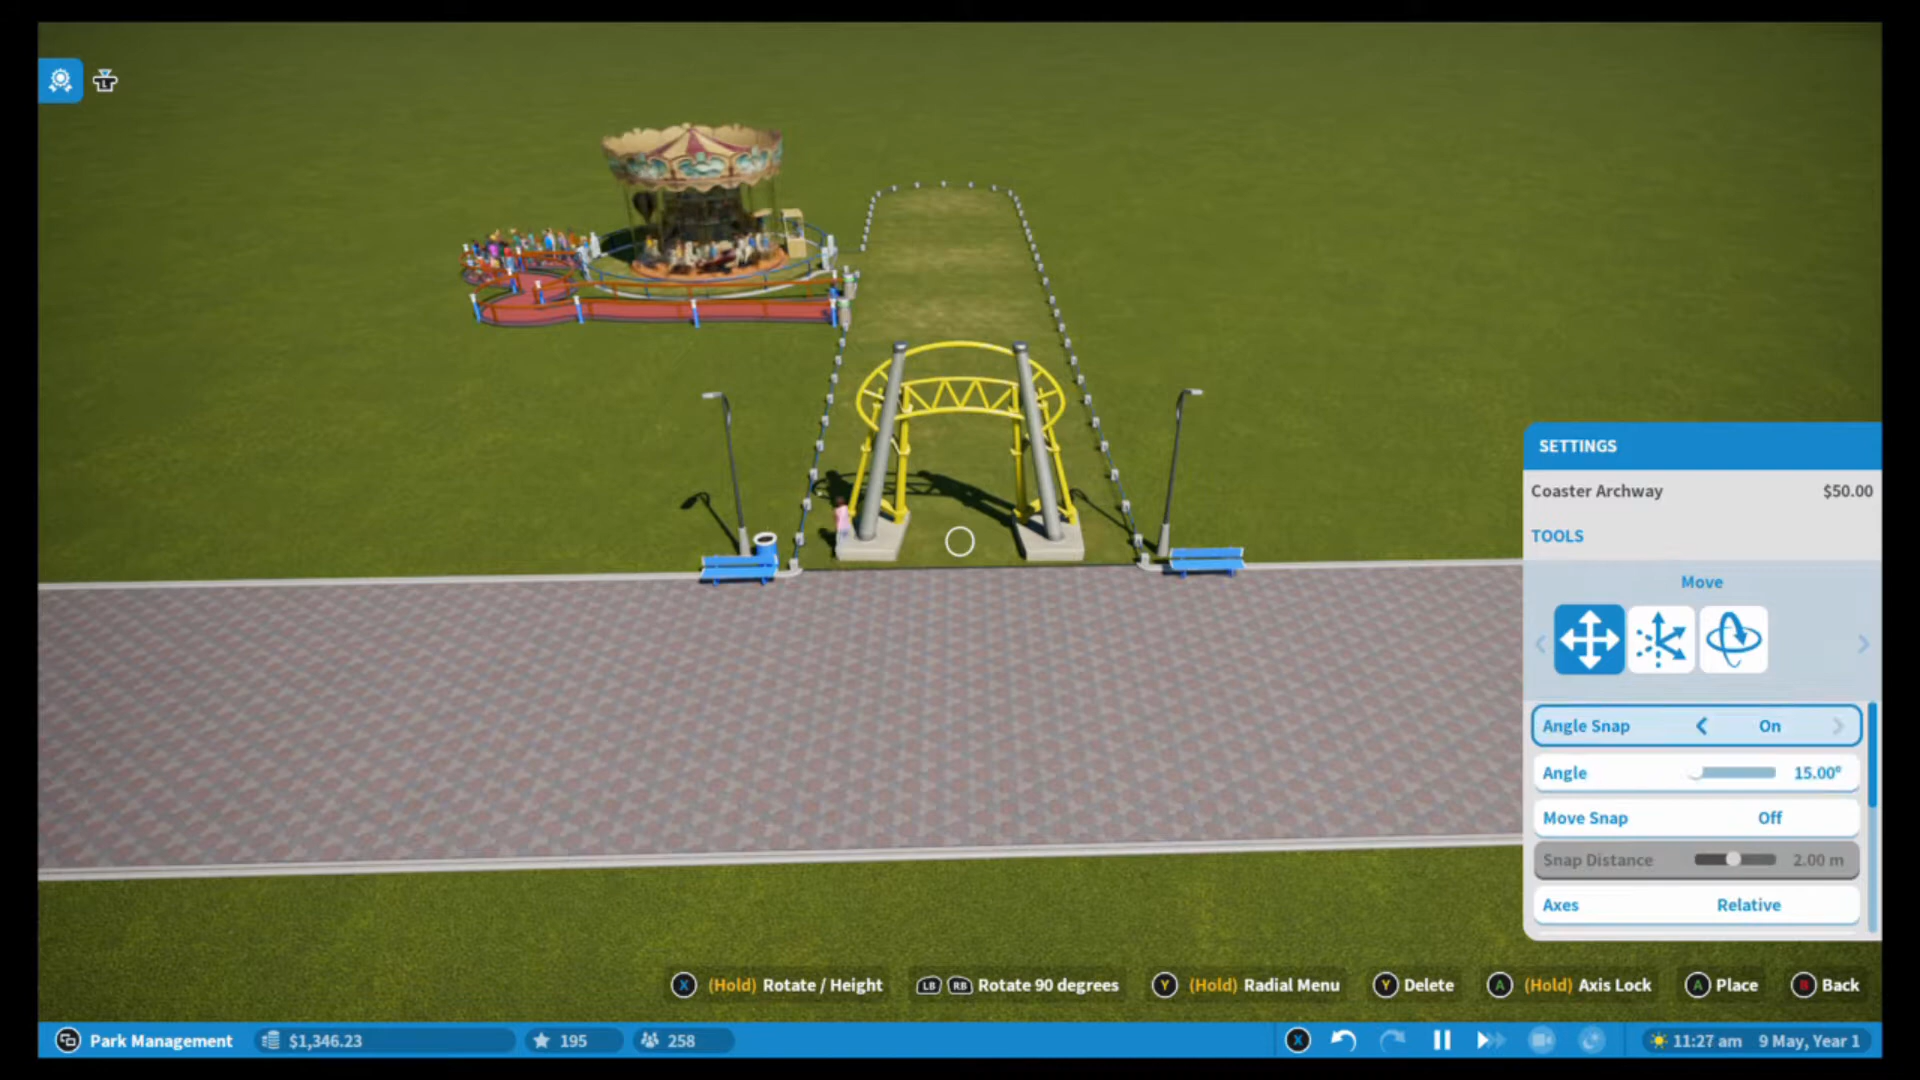 L
SETTINGS
Coaster Archway $50.00
TOOLS
Move
Angle Snap On
Angle 15.00°
Move Snap Off
Snap Distance 2.00 m
Axes Relative
X (Hold) Rotate / Height LB RB Rotate 90 degrees Y (Hold) Radial Menu Y Delete A (Hold) Axis Lock A Place B Back
Park Management $1,346.23 195 258 X 11:27 am 9 May, Year 1